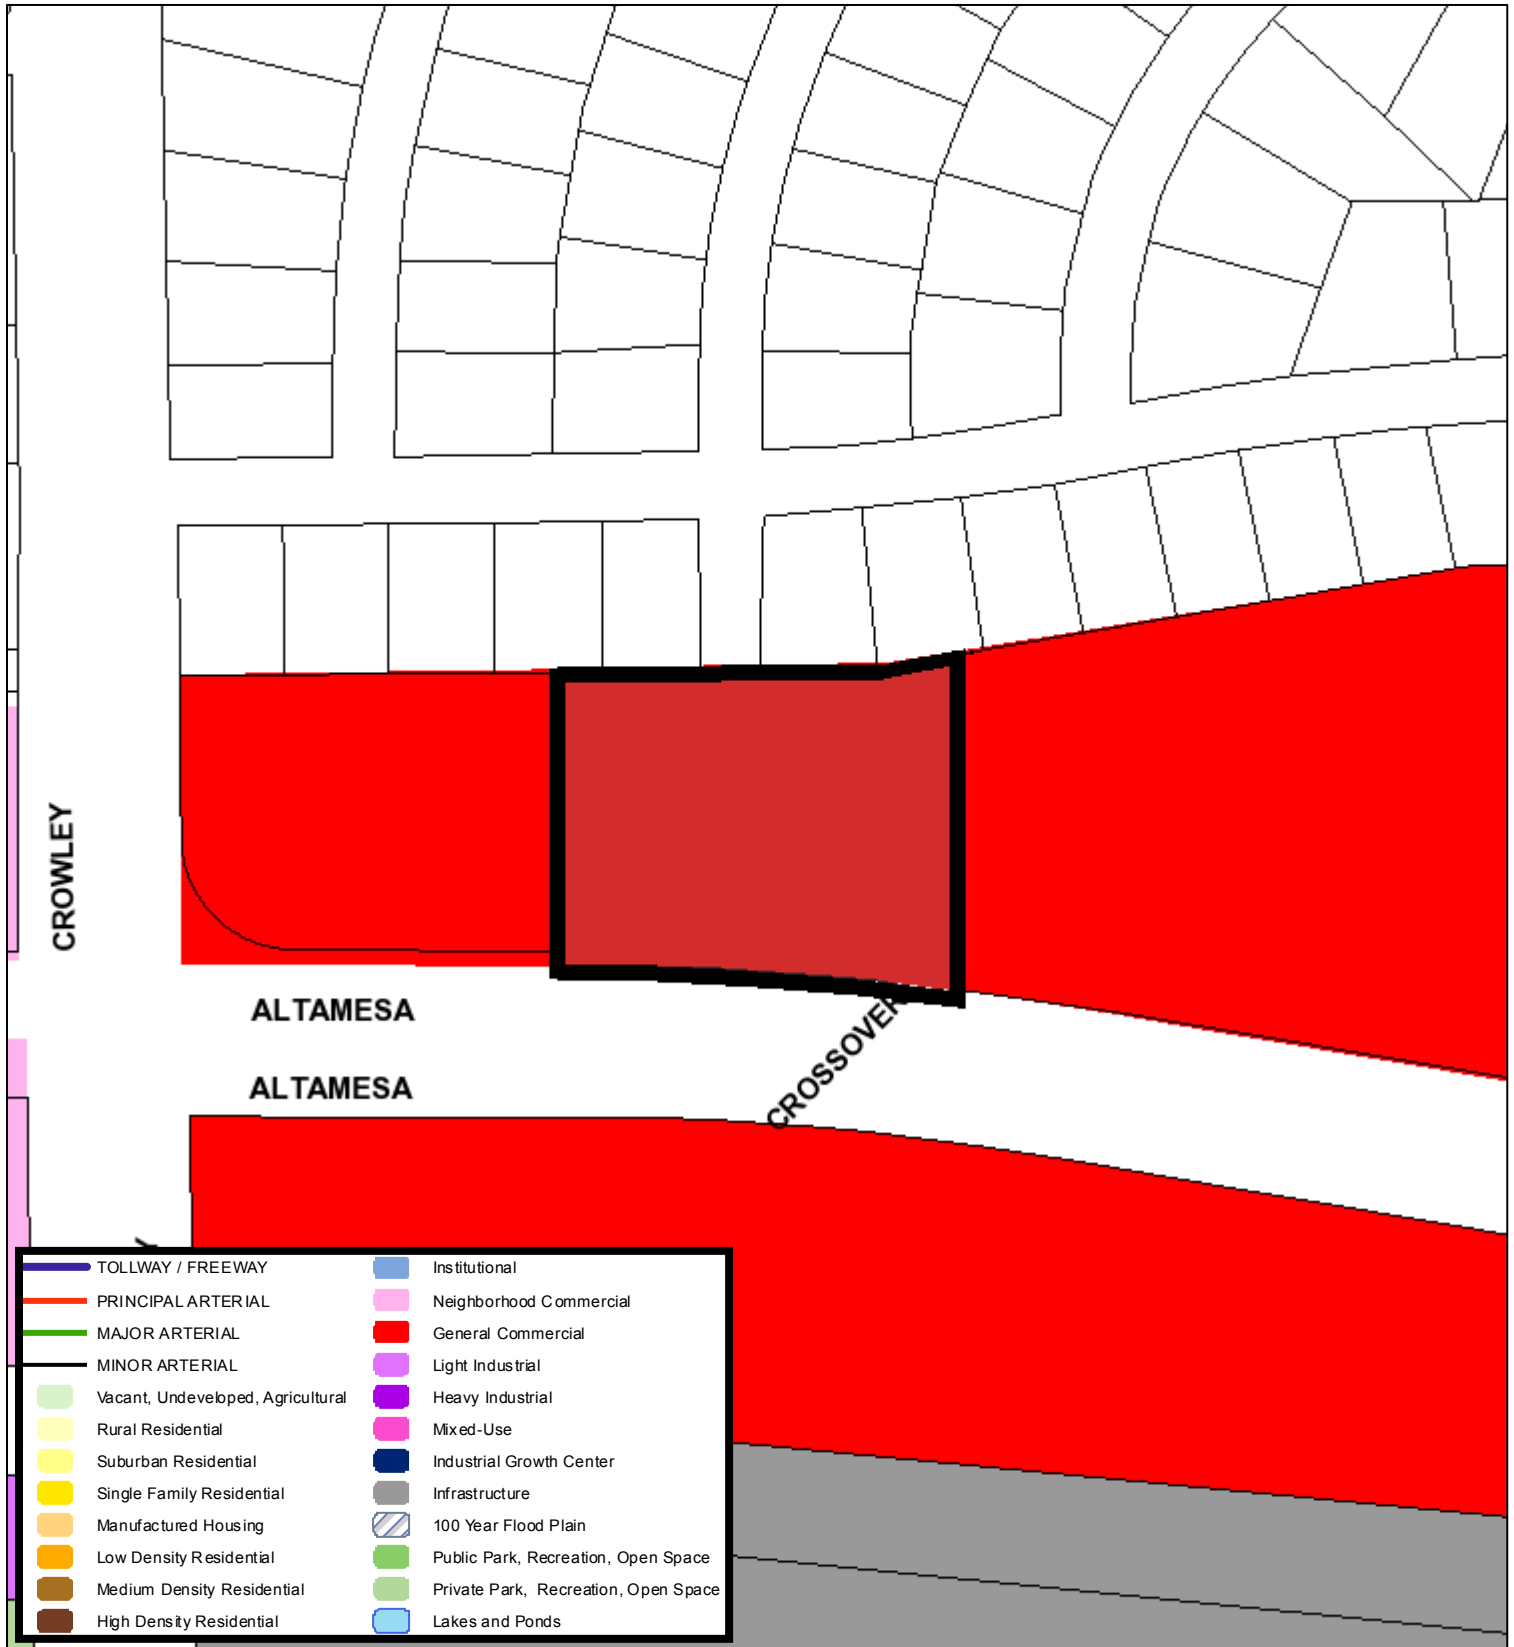 CROWLEY
ALTAMESA
ALTAMESA
CROSSOVER
Y
TOLLWAY / FREEWAY
PRINCIPAL ARTERIAL
MAJOR ARTERIAL
MINOR ARTERIAL
Vacant, Undeveloped, Agricultural
Rural Residential
Suburban Residential
Single Family Residential
Manufactured Housing
Low Density Residential
Medium Density Residential
High Density Residential
Institutional
Neighborhood Commercial
General Commercial
Light Industrial
Heavy Industrial
Mixed-Use
Industrial Growth Center
Infrastructure
100 Year Flood Plain
Public Park, Recreation, Open Space
Private Park, Recreation, Open Space
Lakes and Ponds